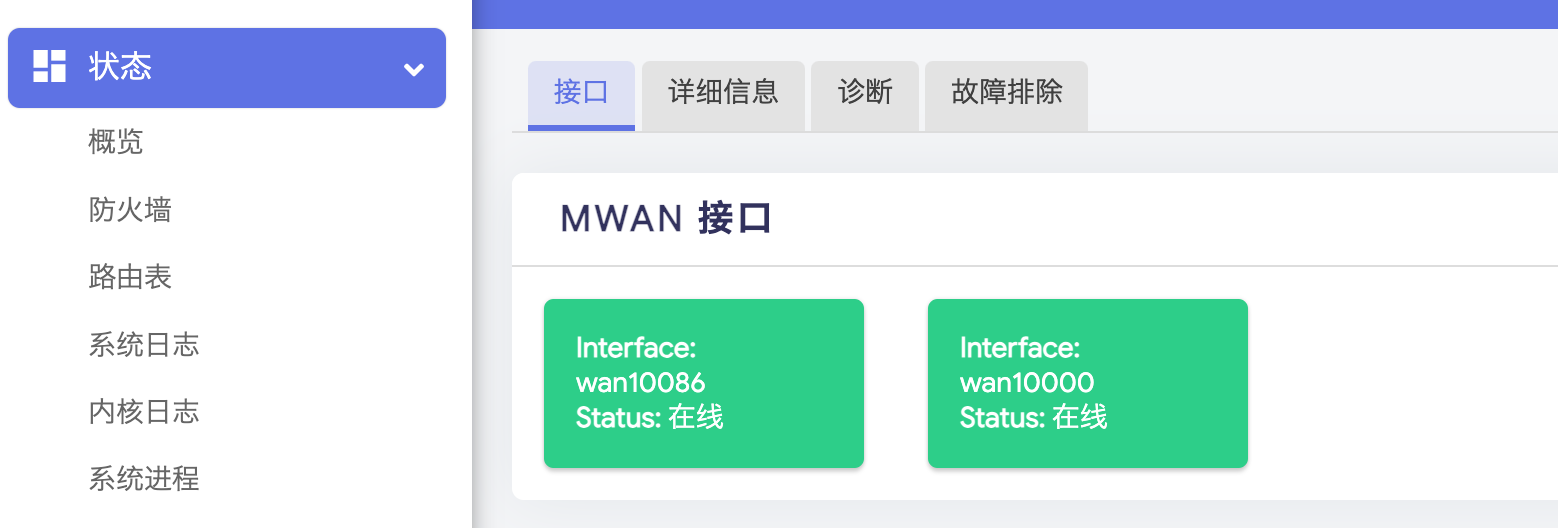 状态
概览
防火墙
路由表
系统日志
内核日志
系统进程
接口 详细信息 诊断 故障排除
MWAN 接口
Interface:
wan10086
Status: 在线
Interface:
wan10000
Status: 在线